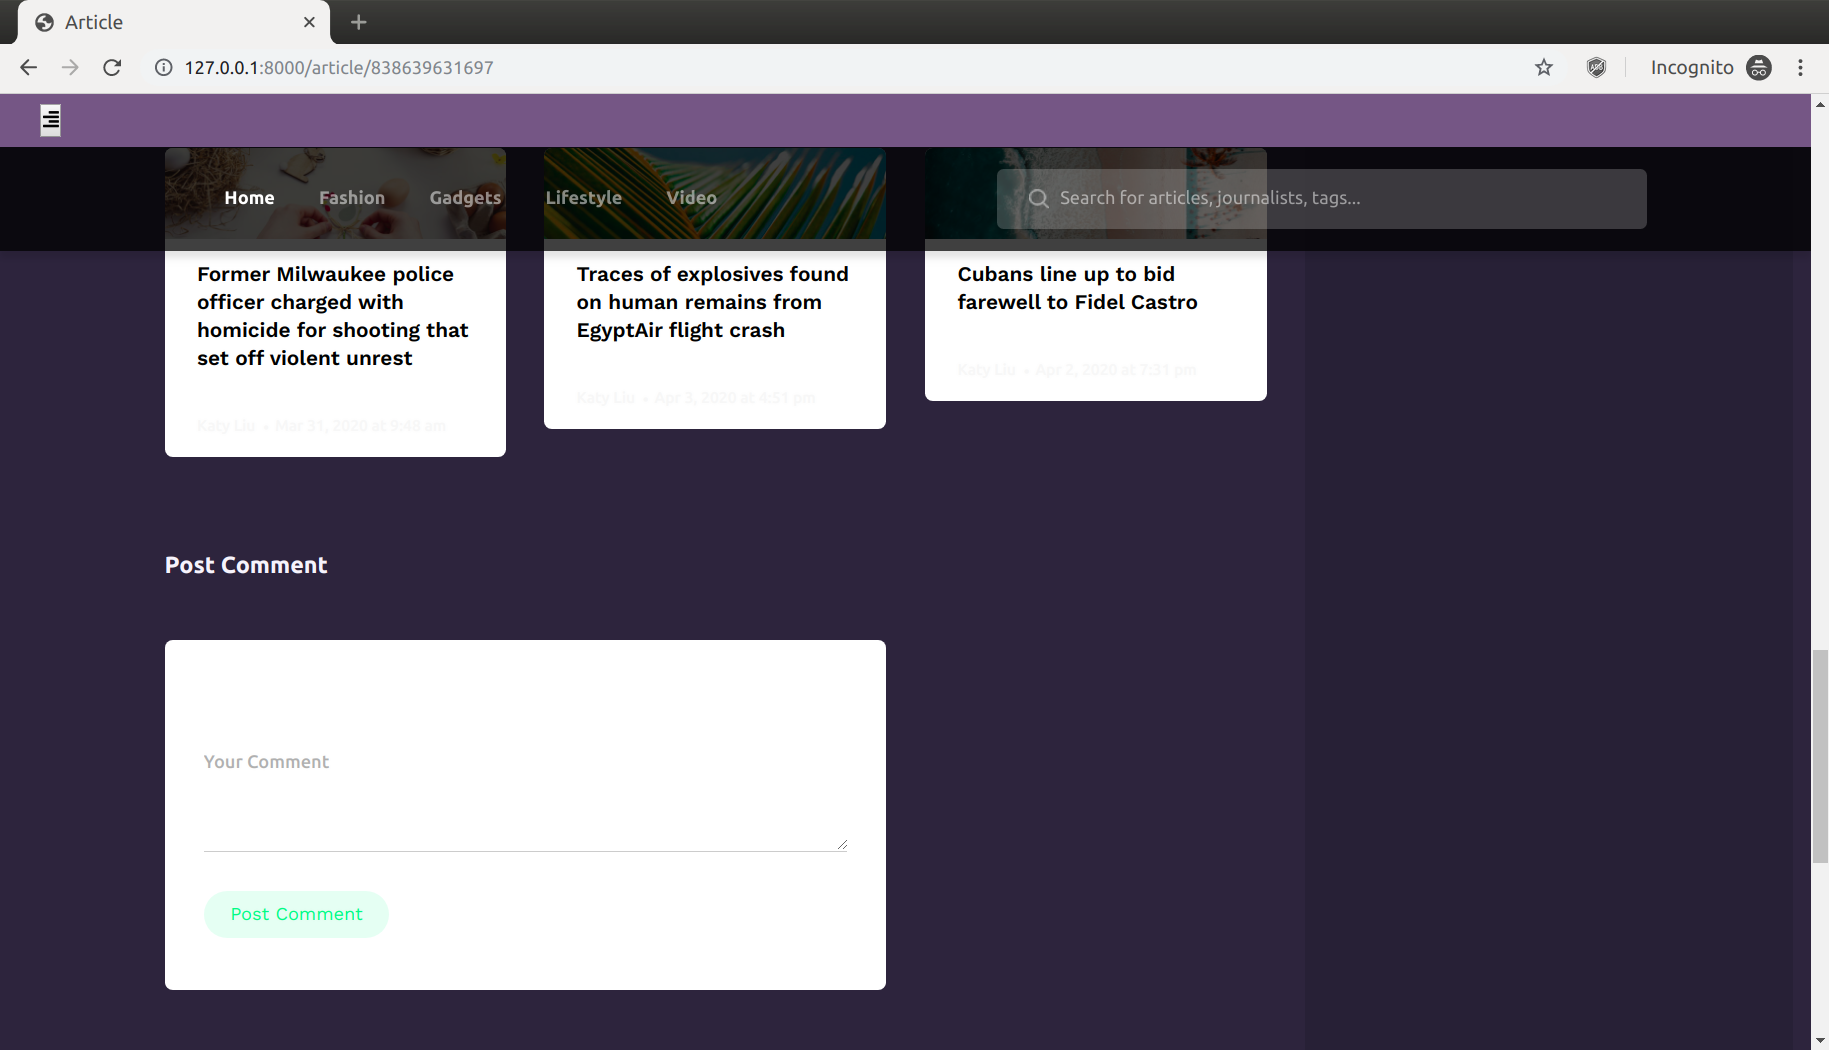 Article
127.0.0.1:8000/article/838639631697
Incognito
Home Fashion Gadgets Lifestyle Video
Search for articles, journalists, tags...
Former Milwaukee police
officer charged with
homicide for shooting that
set off violent unrest
Katy Liu • Mar 31, 2020 at 9:48 am
Traces of explosives found
on human remains from
EgyptAir flight crash
Katy Liu • Apr 3, 2020 at 4:51 pm
Cubans line up to bid
farewell to Fidel Castro
Katy Liu • Apr 2, 2020 at 7:31 pm
Post Comment
Your Comment
Post Comment